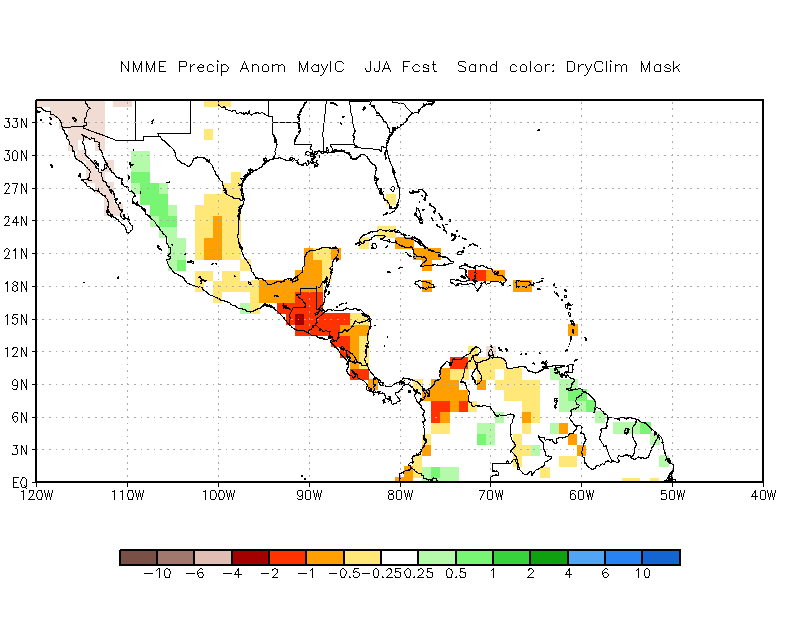 NMME Precip Anom MayIC  JJA Fcst  Sand color: DryClim Mask
33N
30N
27N
24N
21N
18N
15N
12N
9N
6N
3N
EQ
120W 110W 100W 90W 80W 70W 60W 50W 40W
-10 -6 -4 -2 -1 -0.5 -0.25 0.25 0.5 1 2 4 6 10